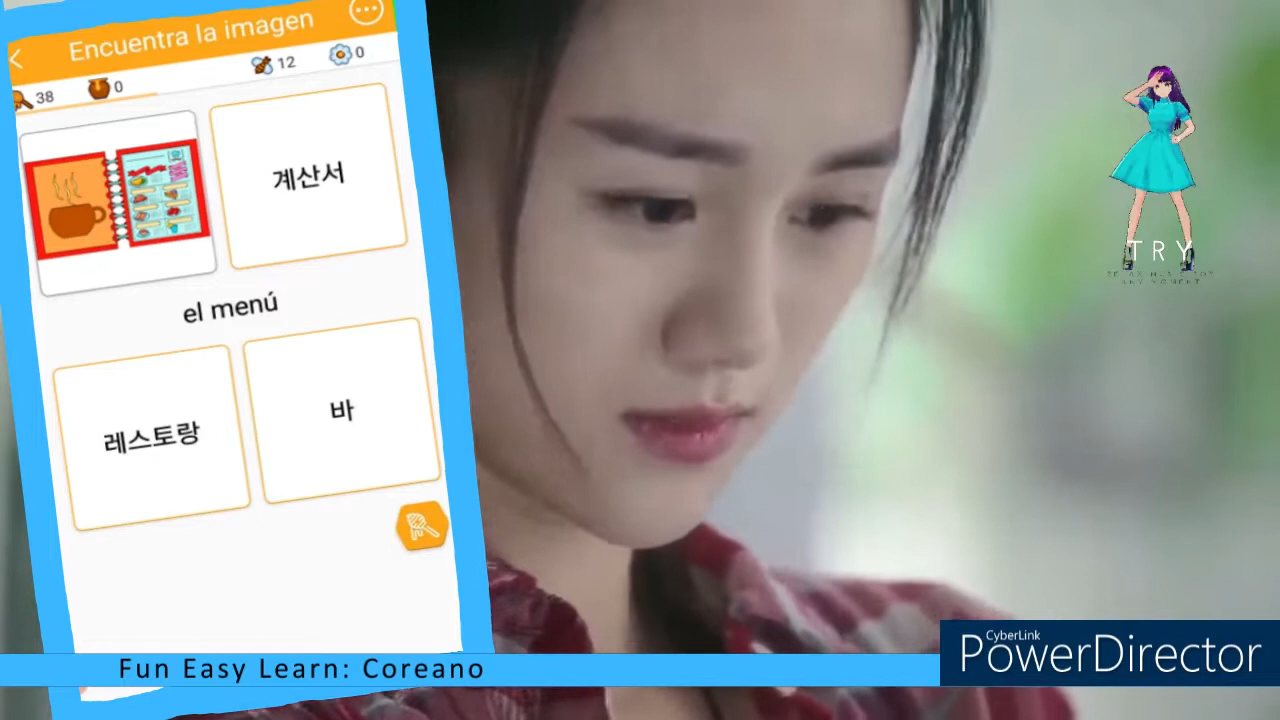 Encuentra la imagen
38
0
12
0
계산서
el menú
레스토랑
바
TRY
Fun Easy Learn: Coreano
CyberLink
PowerDirector